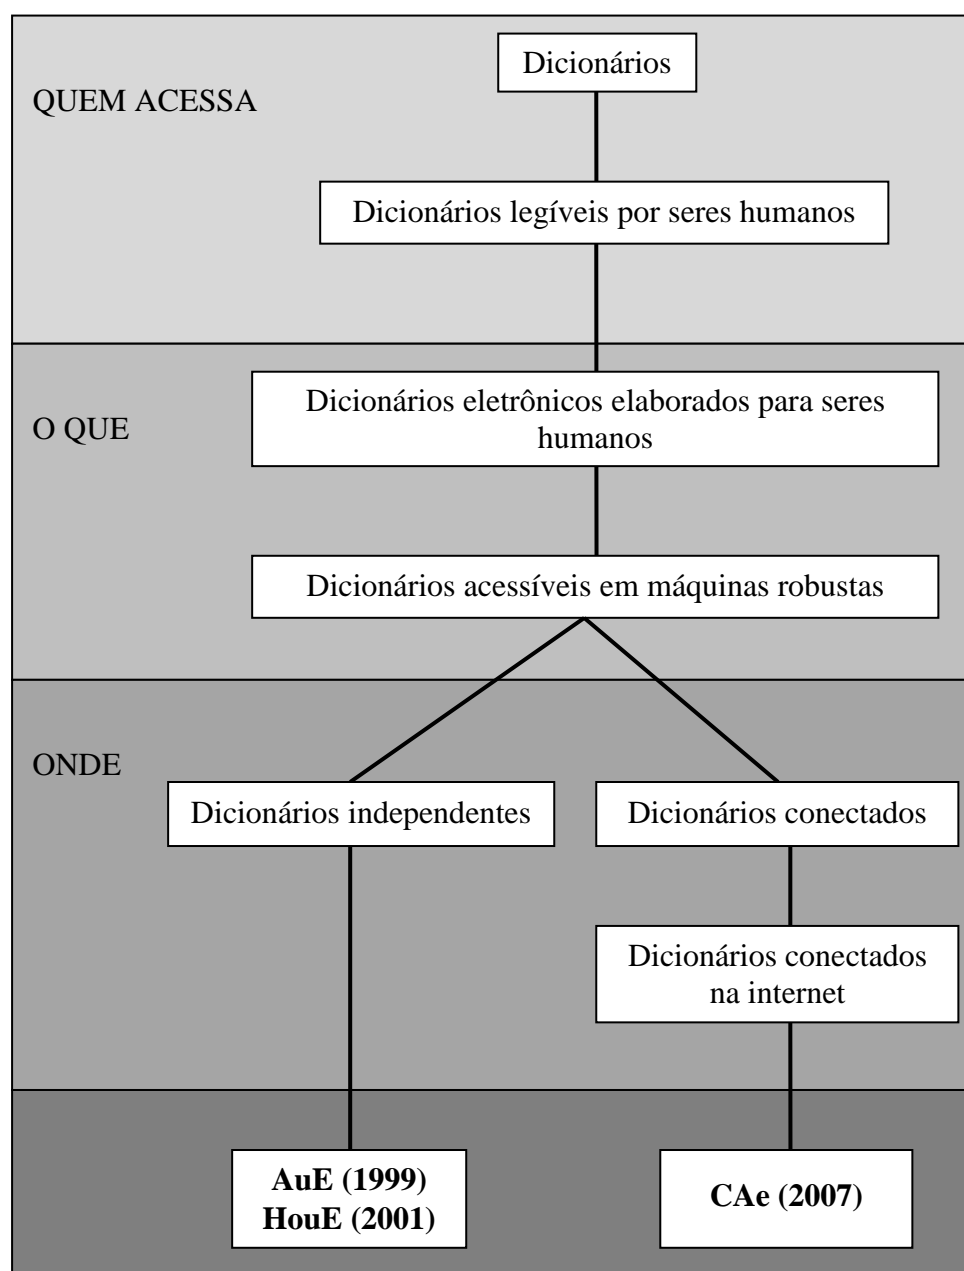 Dicionários
QUEM ACESSA
Dicionários legíveis por seres humanos
Dicionários eletrônicos elaborados para seres
humanos
O QUE
Dicionários acessíveis em máquinas robustas
ONDE
Dicionários independentes
Dicionários conectados
Dicionários conectados
na internet
AuE (1999)
HouE (2001)
CAe (2007)